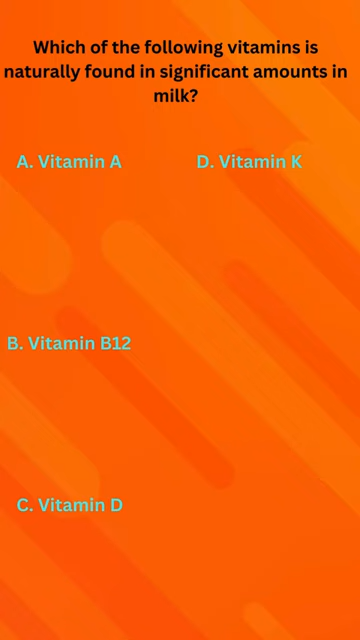 Which of the following vitamins is
naturally found in significant amounts in
milk?
A. Vitamin A
D. Vitamin K
B. Vitamin B12
C. Vitamin D